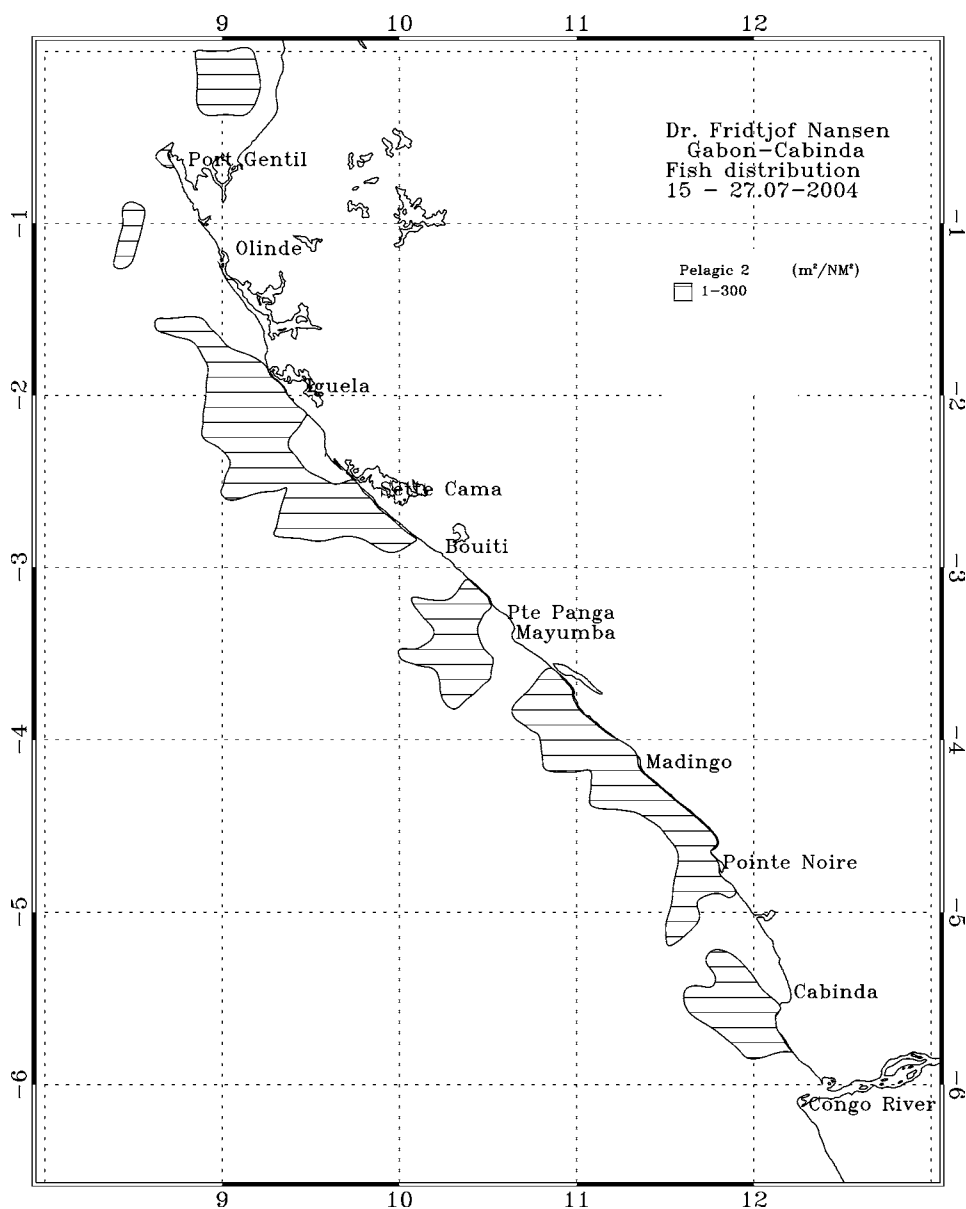 9 10 11 12
Dr. Fridtjof Nansen
Gabon-Cabinda
Fish distribution
15 - 27.07-2004
Port Gentil
-1 -1
Olinde
Pelagic 2 (m²/NM²)
1-300
Iguela
-2 -2
Sette Cama
Bouiti
-3 -3
Pte Panga
Mayumba
-4 -4
Madingo
Pointe Noire
-5 -5
Cabinda
-6 -6
Congo River
9 10 11 12